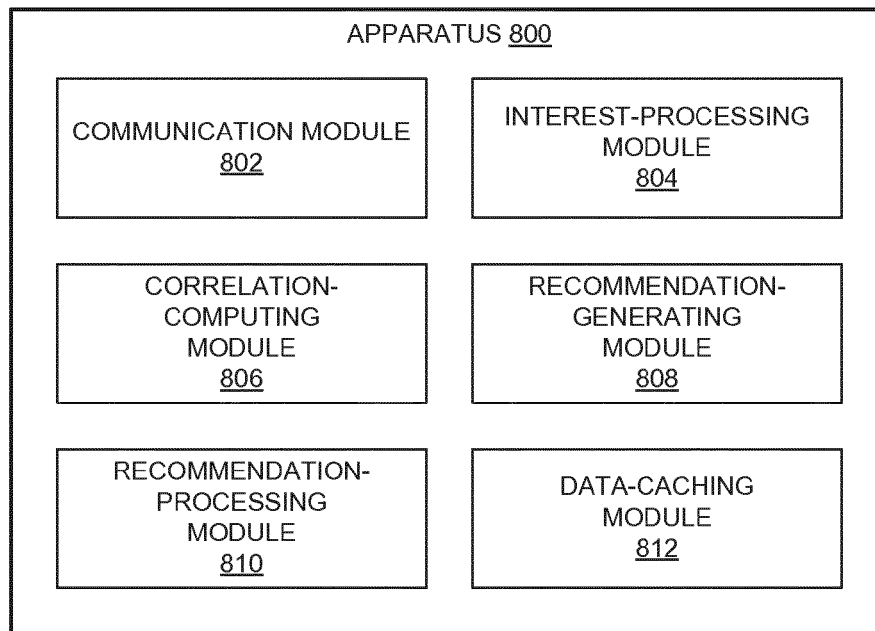 APPARATUS 800
COMMUNICATION MODULE
802
INTEREST-PROCESSING
MODULE
804
CORRELATION-
COMPUTING
MODULE
806
RECOMMENDATION-
GENERATING
MODULE
808
RECOMMENDATION-
PROCESSING
MODULE
810
DATA-CACHING
MODULE
812